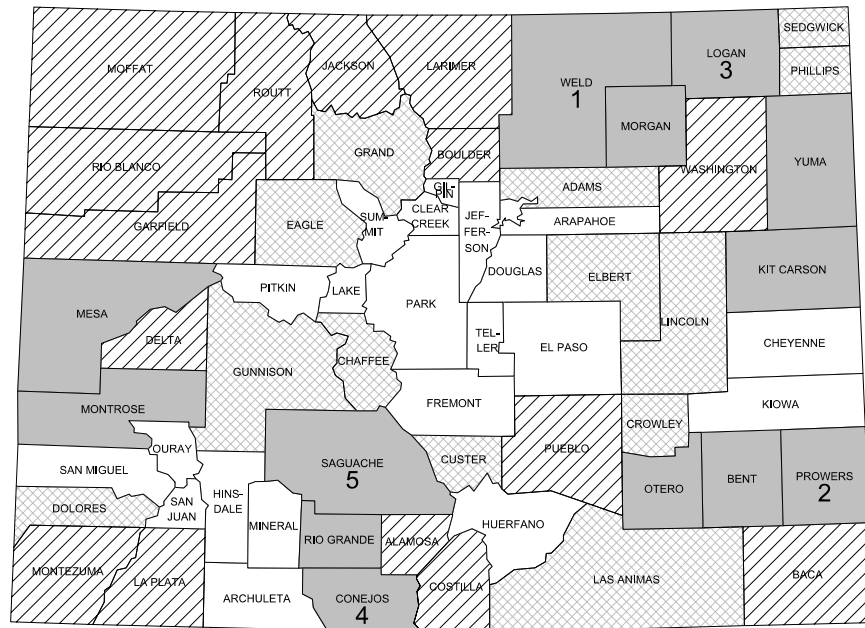 SEDGWICK
LOGAN
3
MOFFAT
JACKSON
LARIMER
PHILLIPS
WELD
1
ROUTT
MORGAN
GRAND
BOULDER
RIO BLANCO
WASHINGTON
YUMA
GIL-
PIN
ADAMS
EAGLE
SUM-
MIT
CLEAR
CREEK
JEF-
FER-
SON
ARAPAHOE
GARFIELD
DOUGLAS
ELBERT
KIT CARSON
PITKIN
LAKE
PARK
MESA
LINCOLN
DELTA
TEL-
LER
EL PASO
CHEYENNE
GUNNISON
CHAFFEE
MONTROSE
FREMONT
KIOWA
CROWLEY
OURAY
PUEBLO
SAN MIGUEL
SAGUACHE
5
CUSTER
PROWERS
2
BENT
OTERO
HINS-
DALE
DOLORES
SAN
JUAN
MINERAL
HUERFANO
RIO GRANDE
ALAMOSA
MONTEZUMA
LA PLATA
COSTILLA
LAS ANIMAS
BACA
ARCHULETA
CONEJOS
4